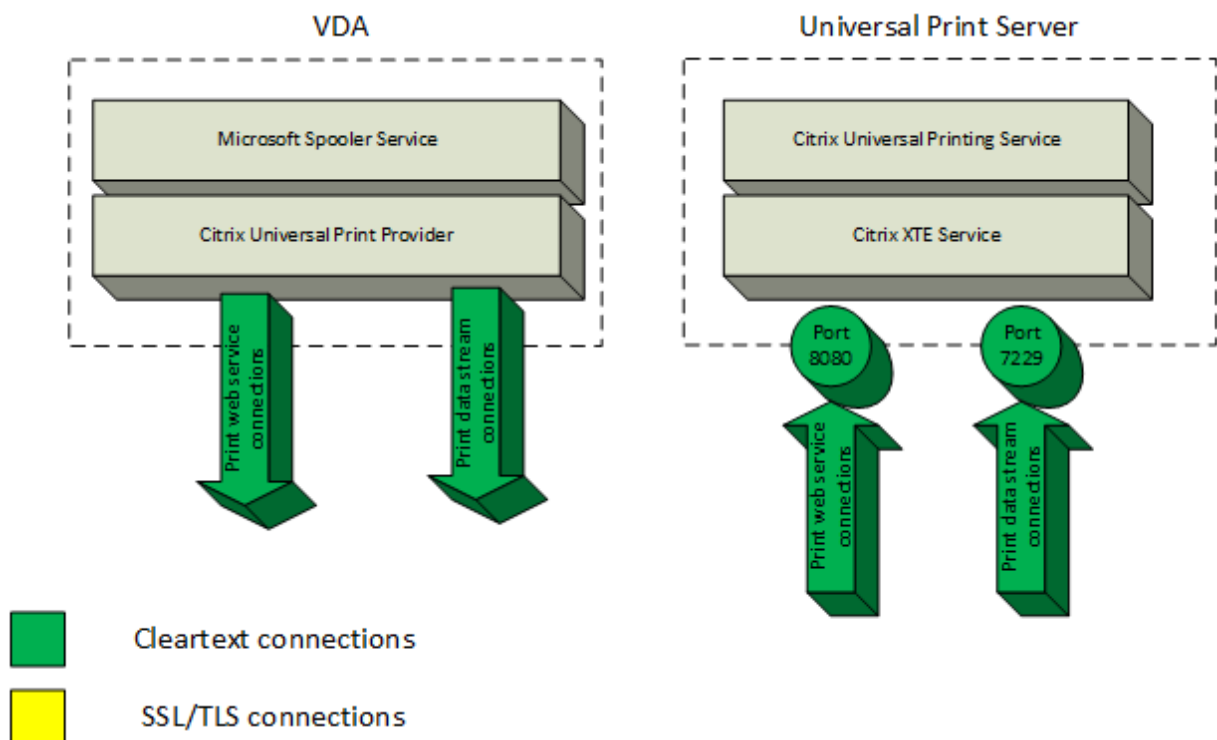 VDA
Universal Print Server
Microsoft Spooler Service
Citrix Universal Print Provider
Citrix Universal Printing Service
Citrix XTE Service
Print web service
connections
Print data stream
connections
Port
8080
Port
7229
Print web service
connections
Print data stream
connections
Cleartext connections
SSL/TLS connections